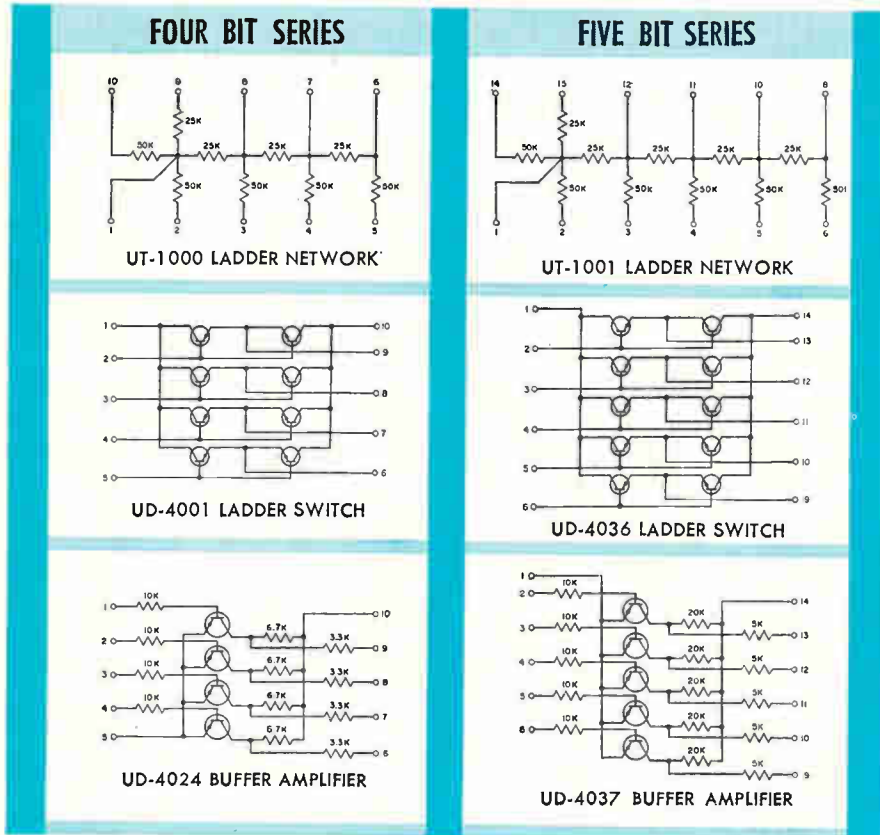 FOUR BIT SERIES
10 9 8 7 6
25K
50K 25K 25K 25K
50K 50K 50K 50K
1 2 3 4 5
UT-1000 LADDER NETWORK
1 10
9
2
8
3
7
4
6
5
UD-4001 LADDER SWITCH
10K
1 10
6.7K
10K 3.3K
2 9
6.7K
10K 3.3K
3 8
6.7K
10K 3.3K
4 7
6.7K
5 3.3K
6
UD-4024 BUFFER AMPLIFIER
FIVE BIT SERIES
14 15 12 11 10 8
25K
50K 25K 25K 25K 25K
50K 50K 50K 50K 501
1 2 3 4 5 6
UT-1001 LADDER NETWORK
1
14
13
2
12
3
11
4
10
5
9
6
UD-4036 LADDER SWITCH
1
10K
2 14
20K
10K 5K
3 13
20K
10K 5K
4 12
20K
10K 5K
5 11
20K
10K 5K
6 10
20K
5K
9
UD-4037 BUFFER AMPLIFIER